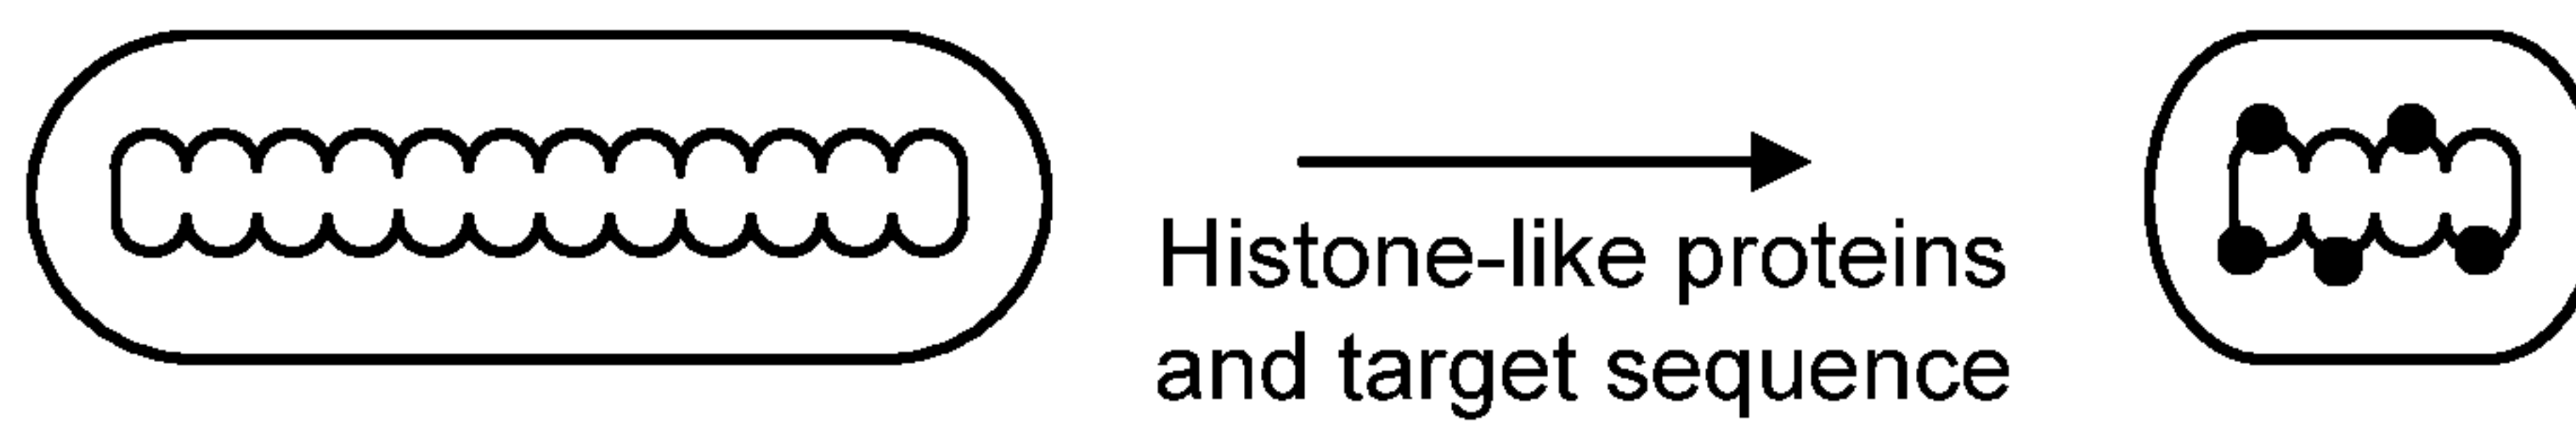 Histone-like proteins
and target sequence